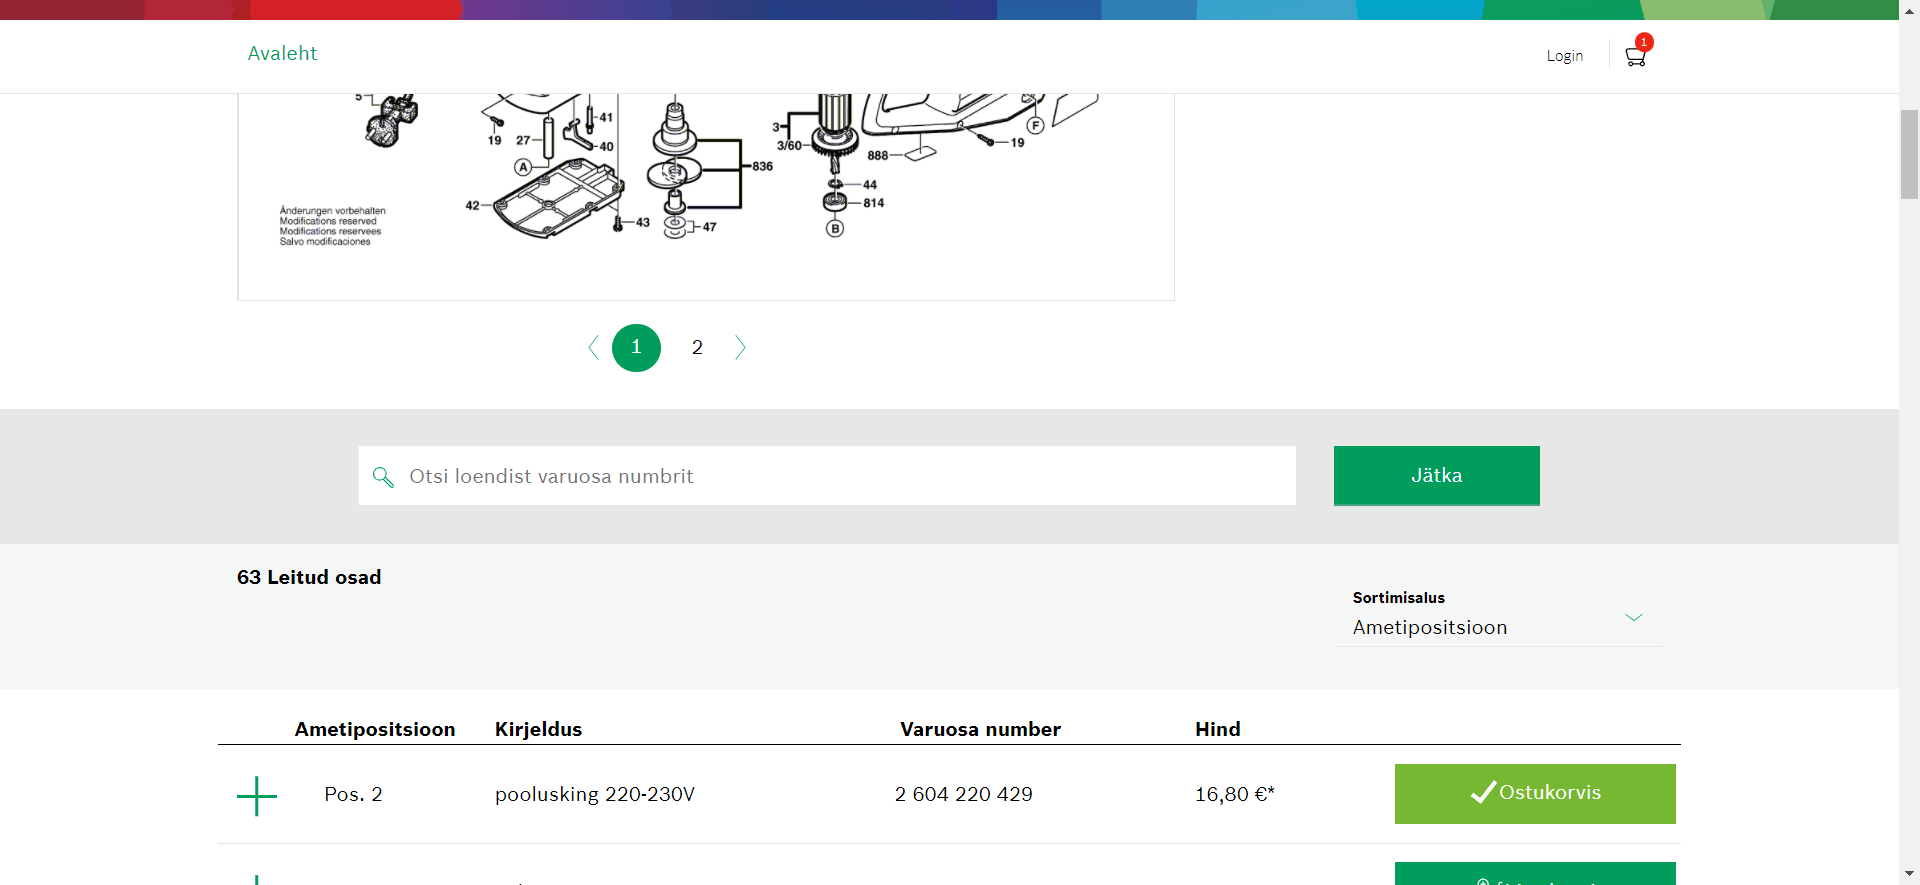 Avaleht
Login
1
5
19
27
41
40
A
42
43
836
47
3
3/60
44
814
B
888
19
F
Änderungen vorbehalten
Modifications reserved
Modifications reservees
Salvo modificaciones
1
2
Otsi loendist varuosa numbrit
Jätka
63 Leitud osad
Sortimisalus
Ametipositsioon
Ametipositsioon Kirjeldus Varuosa number Hind
Pos. 2 poolusking 220-230V 2 604 220 429 16,80 €* Ostukorvis